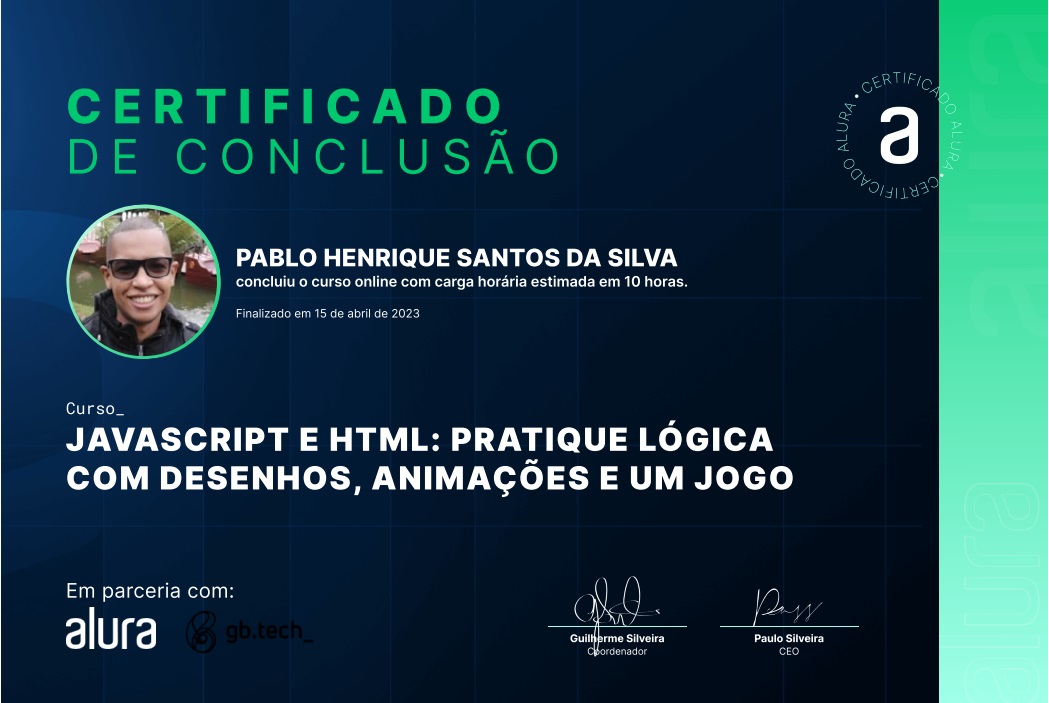 CERTIFICADO
DE CONCLUSÃO
• CERTIFICADO ALURA • CERTIFICADO ALURA
a
PABLO HENRIQUE SANTOS DA SILVA
concluiu o curso online com carga horária estimada em 10 horas.
Finalizado em 15 de abril de 2023
Curso_
JAVASCRIPT E HTML: PRATIQUE LÓGICA
COM DESENHOS, ANIMAÇÕES E UM JOGO
Em parceria com:
alura
gb.tech_
Guilherme Silveira
Coordenador
Paulo Silveira
CEO
alura
alura